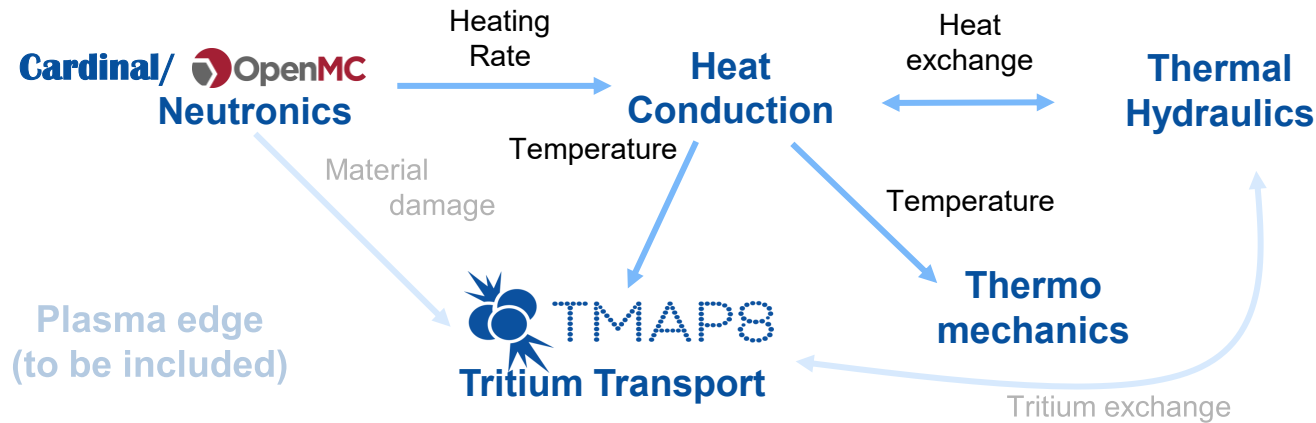 Heating
Rate
Heat
exchange
Cardinal/ OpenMC
Neutronics
Heat
Conduction
Thermal
Hydraulics
Temperature
Material
damage
Temperature
Plasma edge
(to be included)
TMAP8
Tritium Transport
Thermo
mechanics
Tritium exchange